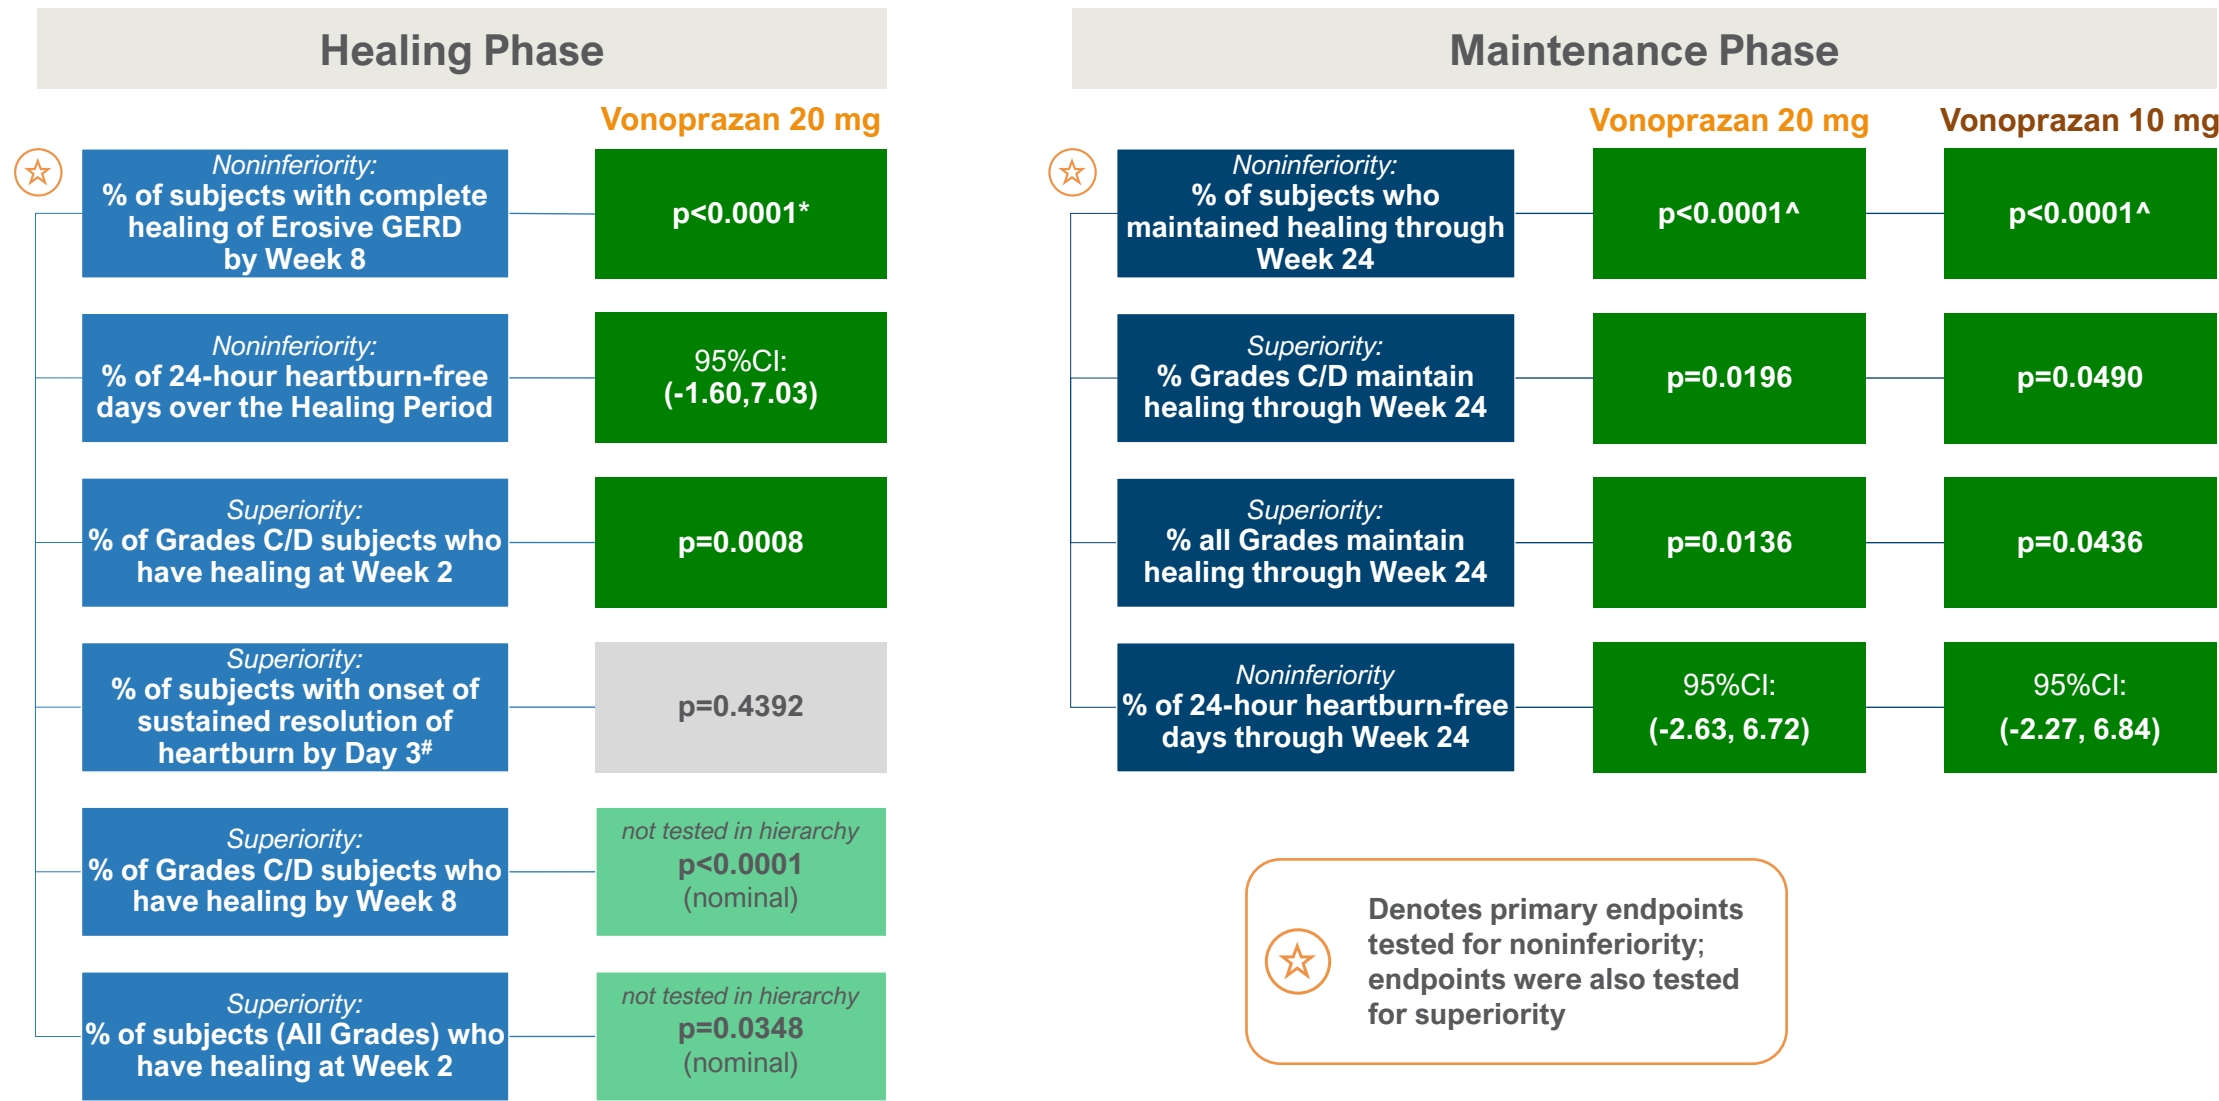 Healing Phase
Vonoprazan 20 mg
Noninferiority:
% of subjects with complete
healing of Erosive GERD
by Week 8
p<0.0001*
Noninferiority:
% of 24-hour heartburn-free
days over the Healing Period
95%CI:
(-1.60,7.03)
Superiority:
% of Grades C/D subjects who
have healing at Week 2
p=0.0008
Superiority:
% of subjects with onset of
sustained resolution of
heartburn by Day 3#
p=0.4392
Superiority:
% of Grades C/D subjects who
have healing by Week 8
not tested in hierarchy
p<0.0001
(nominal)
Superiority:
% of subjects (All Grades) who
have healing at Week 2
not tested in hierarchy
p=0.0348
(nominal)
Maintenance Phase
Vonoprazan 20 mg
Vonoprazan 10 mg
Noninferiority:
% of subjects who
maintained healing through
Week 24
p<0.0001^
p<0.0001^
Superiority:
% Grades C/D maintain
healing through Week 24
p=0.0196
p=0.0490
Superiority:
% all Grades maintain
healing through Week 24
p=0.0136
p=0.0436
Noninferiority
% of 24-hour heartburn-free
days through Week 24
95%CI:
(-2.63, 6.72)
95%CI:
(-2.27, 6.84)
Denotes primary endpoints
tested for noninferiority;
endpoints were also tested
for superiority